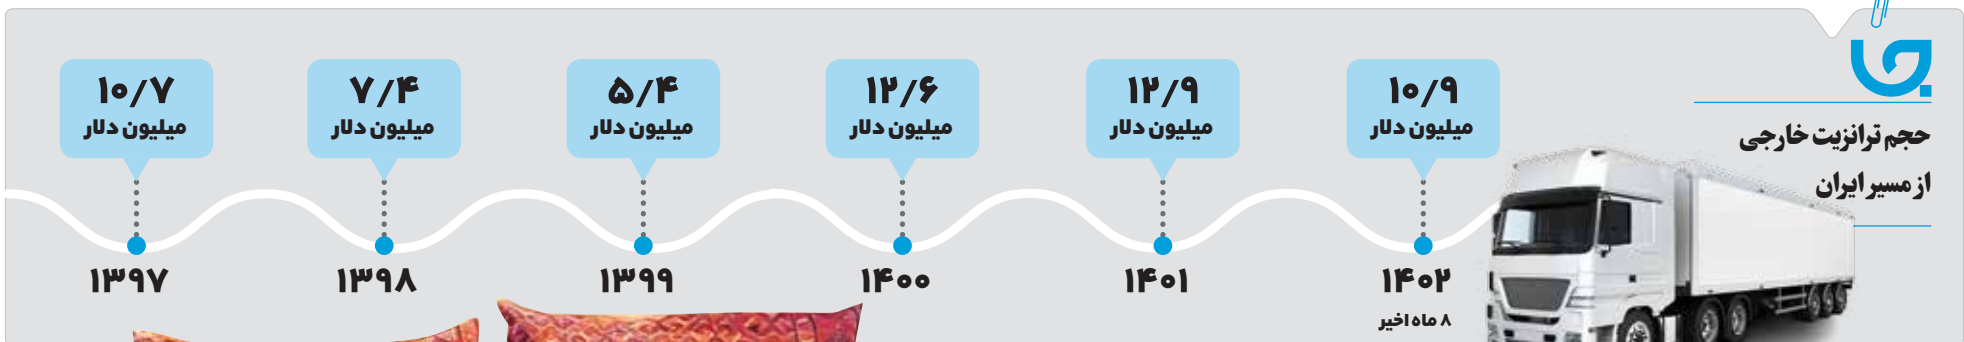 حجم ترانزیت خارجی
از مسیر ایران
۱۰/۹
میلیون دلار
۱۴۰۲
۸ ماه اخیر
۱۲/۹
میلیون دلار
۱۴۰۱
۱۲/۶
میلیون دلار
۱۴۰۰
۵/۴
میلیون دلار
۱۳۹۹
۷/۴
میلیون دلار
۱۳۹۸
۱۰/۷
میلیون دلار
۱۳۹۷